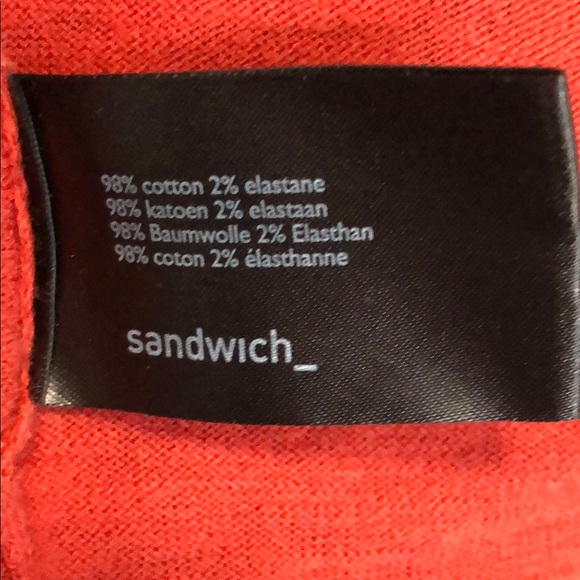 98% cotton 2% elastane
98% katoen 2% elastaan
98% Baumwolle 2% Elasthan
98% coton 2% élasthanne
sandwich_